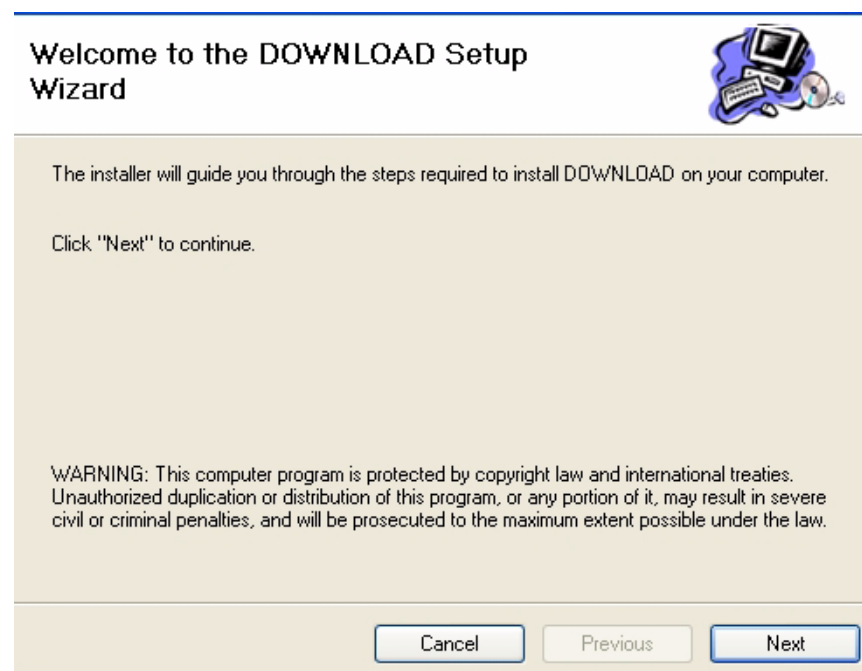 Welcome to the DOWNLOAD Setup
Wizard
The installer will guide you through the steps required to install DOWNLOAD on your computer.
Click "Next" to continue.
WARNING: This computer program is protected by copyright law and international treaties.
Unauthorized duplication or distribution of this program, or any portion of it, may result in severe
civil or criminal penalties, and will be prosecuted to the maximum extent possible under the law.
Cancel Previous Next